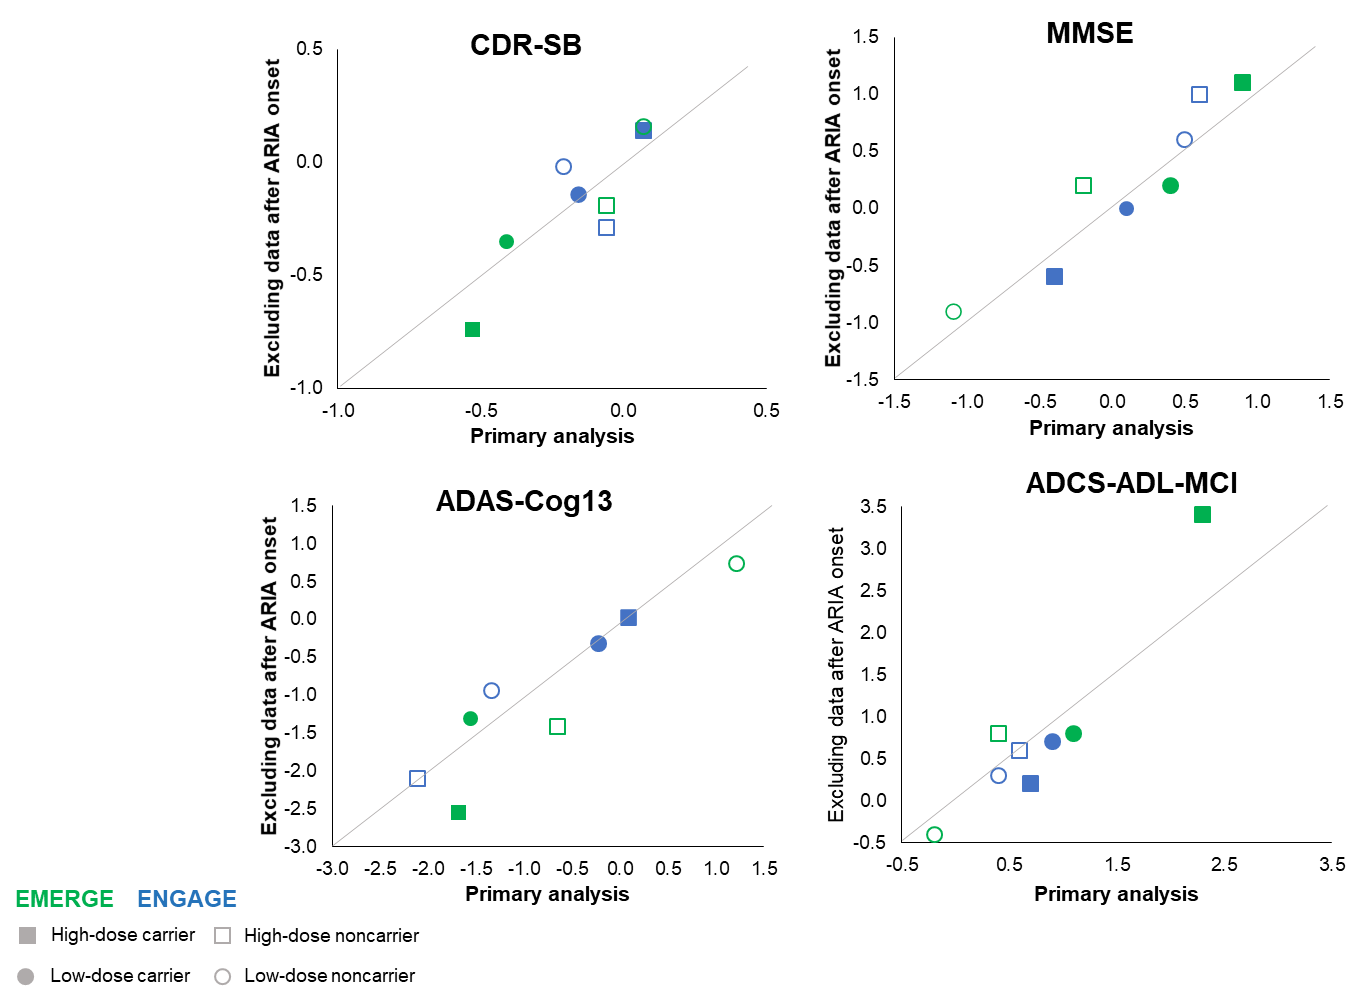 CDR-SB
Excluding data after ARIA onset
0.5
0.0
-0.5
-1.0
-1.0 -0.5 0.0 0.5
Primary analysis
MMSE
Excluding data after ARIA onset
1.5
1.0
0.5
0.0
-0.5
-1.0
-1.5
-1.5 -1.0 -0.5 0.0 0.5 1.0 1.5
Primary analysis
ADAS-Cog13
Excluding data after ARIA onset
1.5
1.0
0.5
0.0
-0.5
-1.0
-1.5
-2.0
-2.5
-3.0
-3.0 -2.5 -2.0 -1.5 -1.0 -0.5 0.0 0.5 1.0 1.5
Primary analysis
ADCS-ADL-MCI
Excluding data after ARIA onset
3.5
3.0
2.5
2.0
1.5
1.0
0.5
0.0
-0.5
-0.5 0.5 1.5 2.5 3.5
Primary analysis
EMERGE ENGAGE
High-dose carrier High-dose noncarrier
Low-dose carrier Low-dose noncarrier